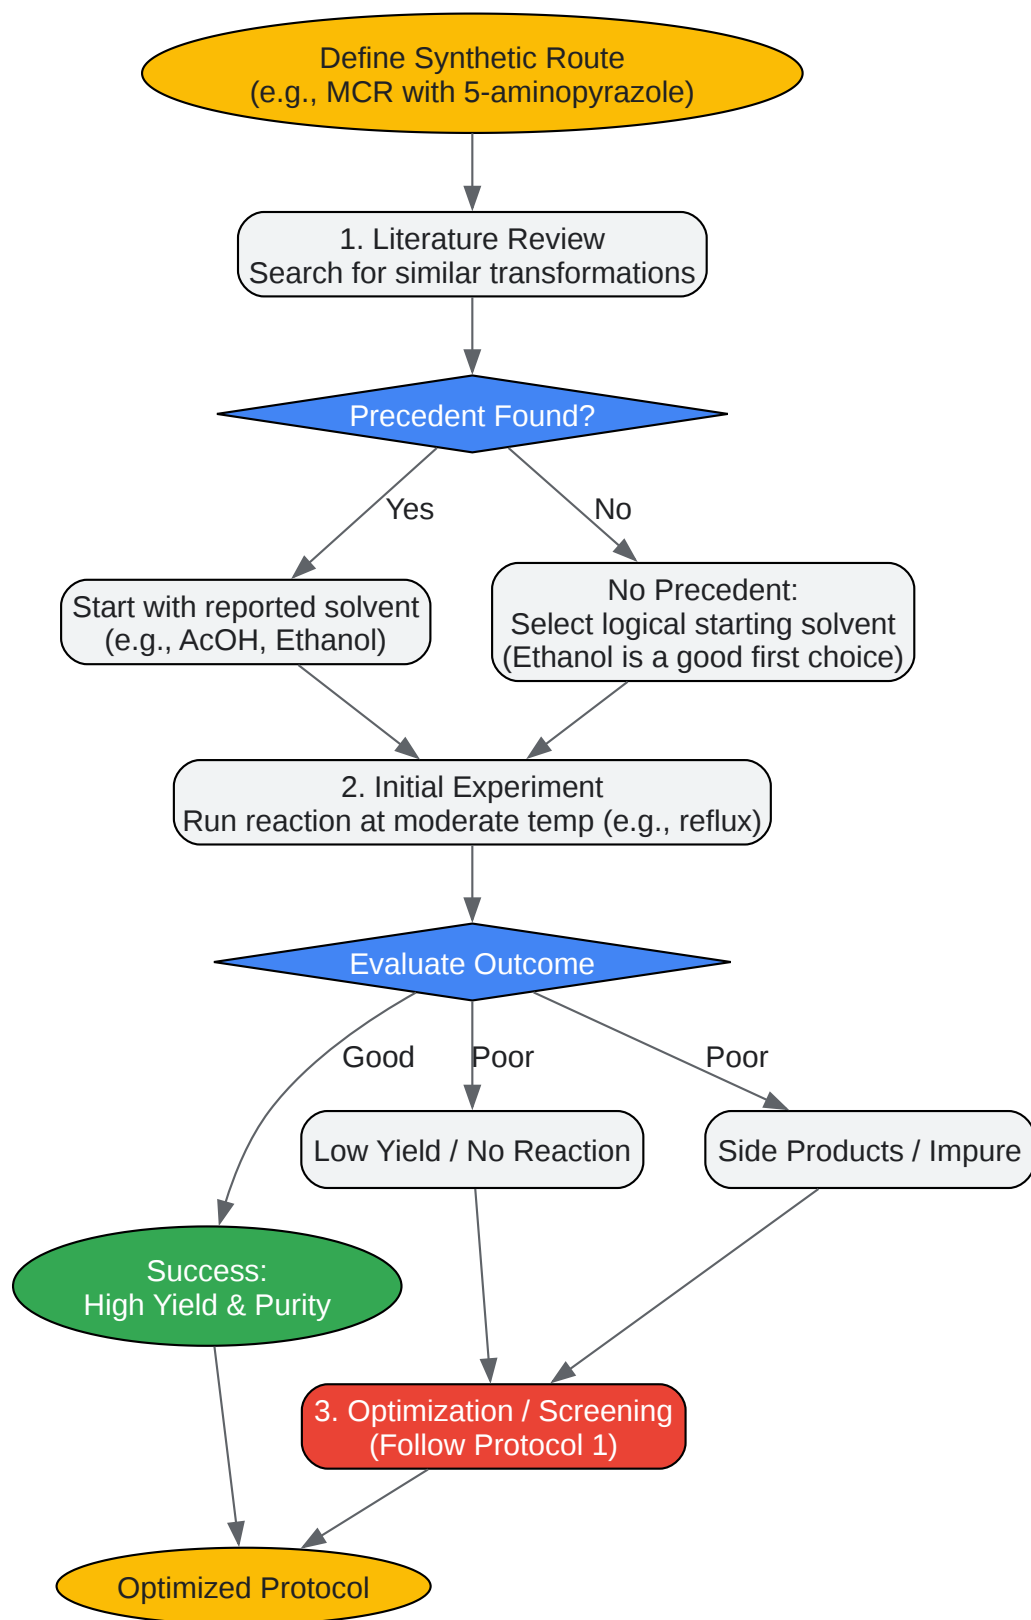 Define Synthetic Route
(e.g., MCR with 5-aminopyrazole)
1. Literature Review
Search for similar transformations
Precedent Found?
Yes
No
Start with reported solvent
(e.g., AcOH, Ethanol)
No Precedent:
Select logical starting solvent
(Ethanol is a good first choice)
2. Initial Experiment
Run reaction at moderate temp (e.g., reflux)
Evaluate Outcome
Good
Poor
Poor
Low Yield / No Reaction
Side Products / Impure
Success:
High Yield & Purity
3. Optimization / Screening
(Follow Protocol 1)
Optimized Protocol